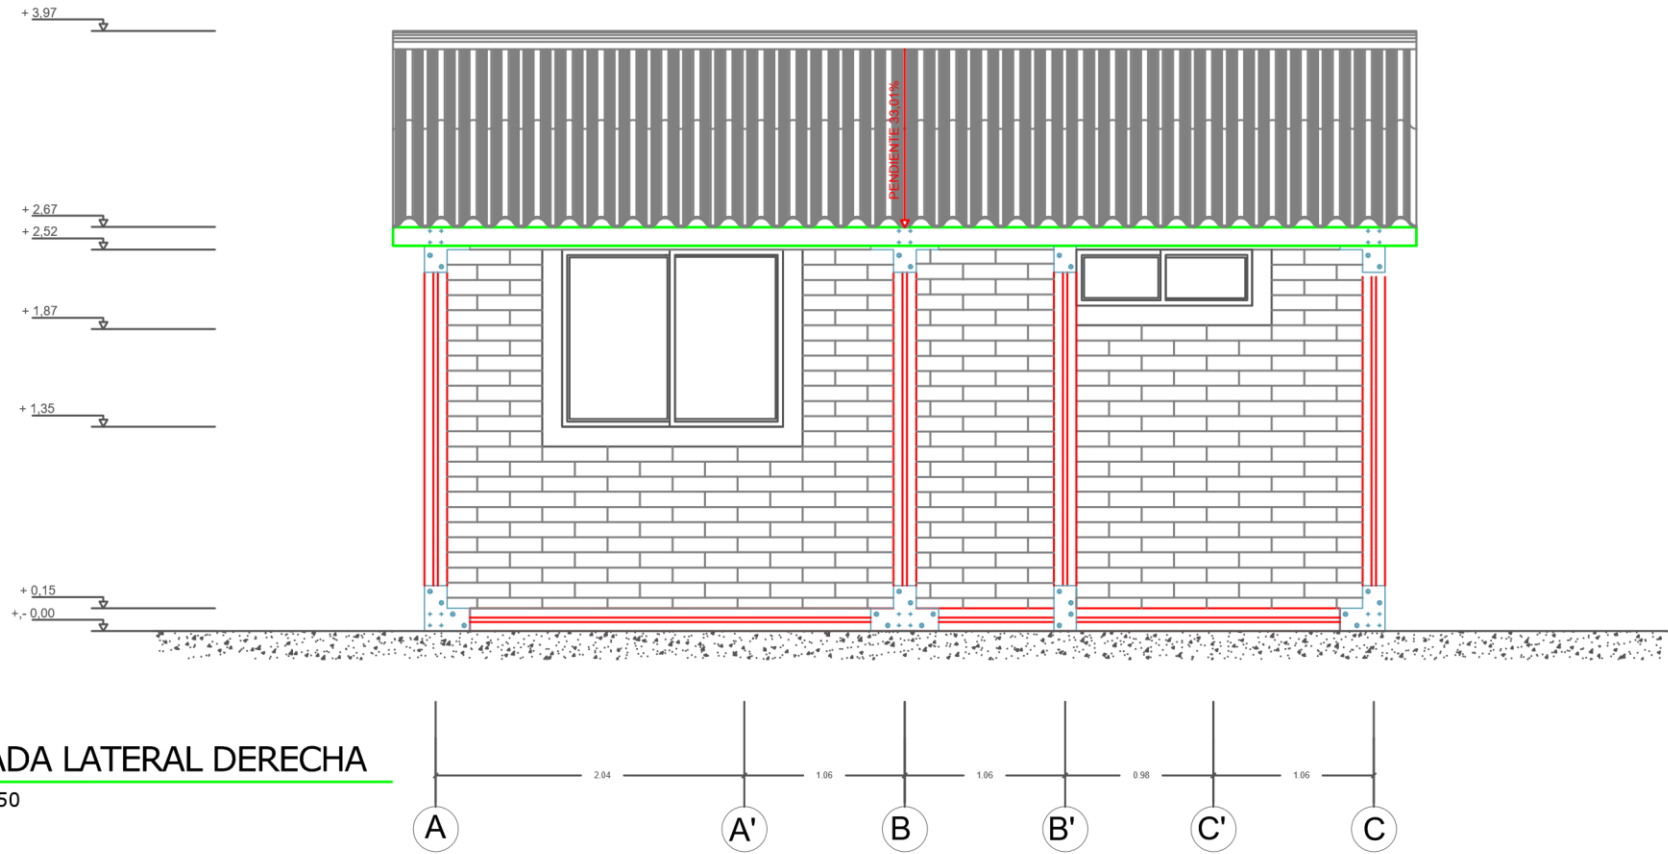 + 3,97
PENDIENTE 33,01%
+ 2,67
+ 2,52
+ 1,87
+ 1,35
+ 0,15
+,- 0,00
ADA LATERAL DERECHA
50
2.04
1.06
1.06
0.98
1.06
A
A'
B
B'
C'
C